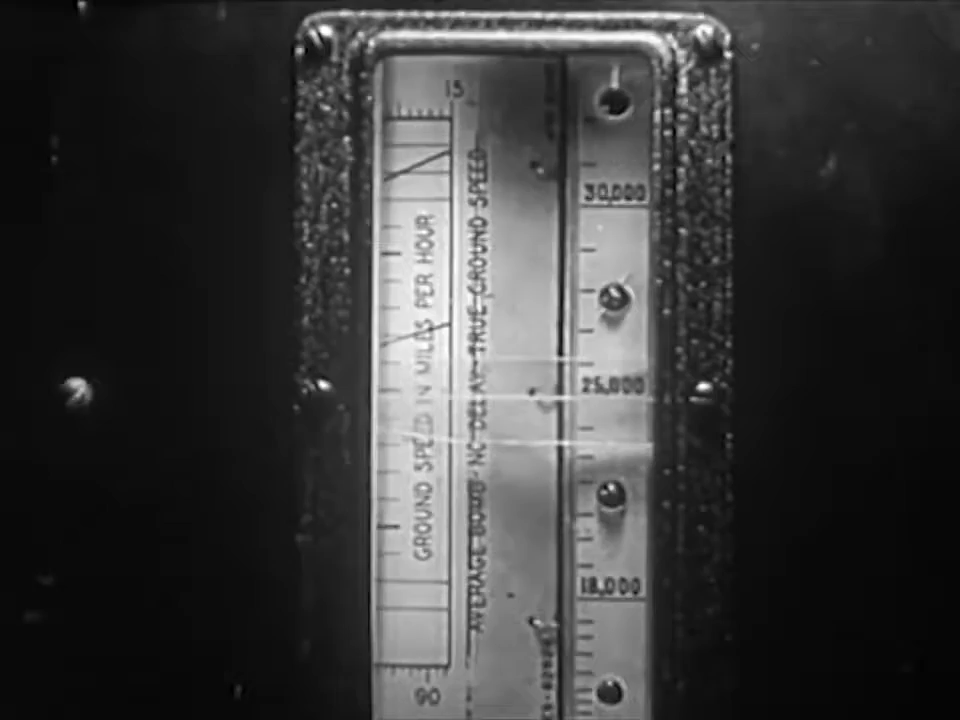 15
GROUND SPEED IN MILES PER HOUR
90
AVERAGE BOMB-NO DELAY-TRUE GROUND SPEED
30,000
25,000
18,000